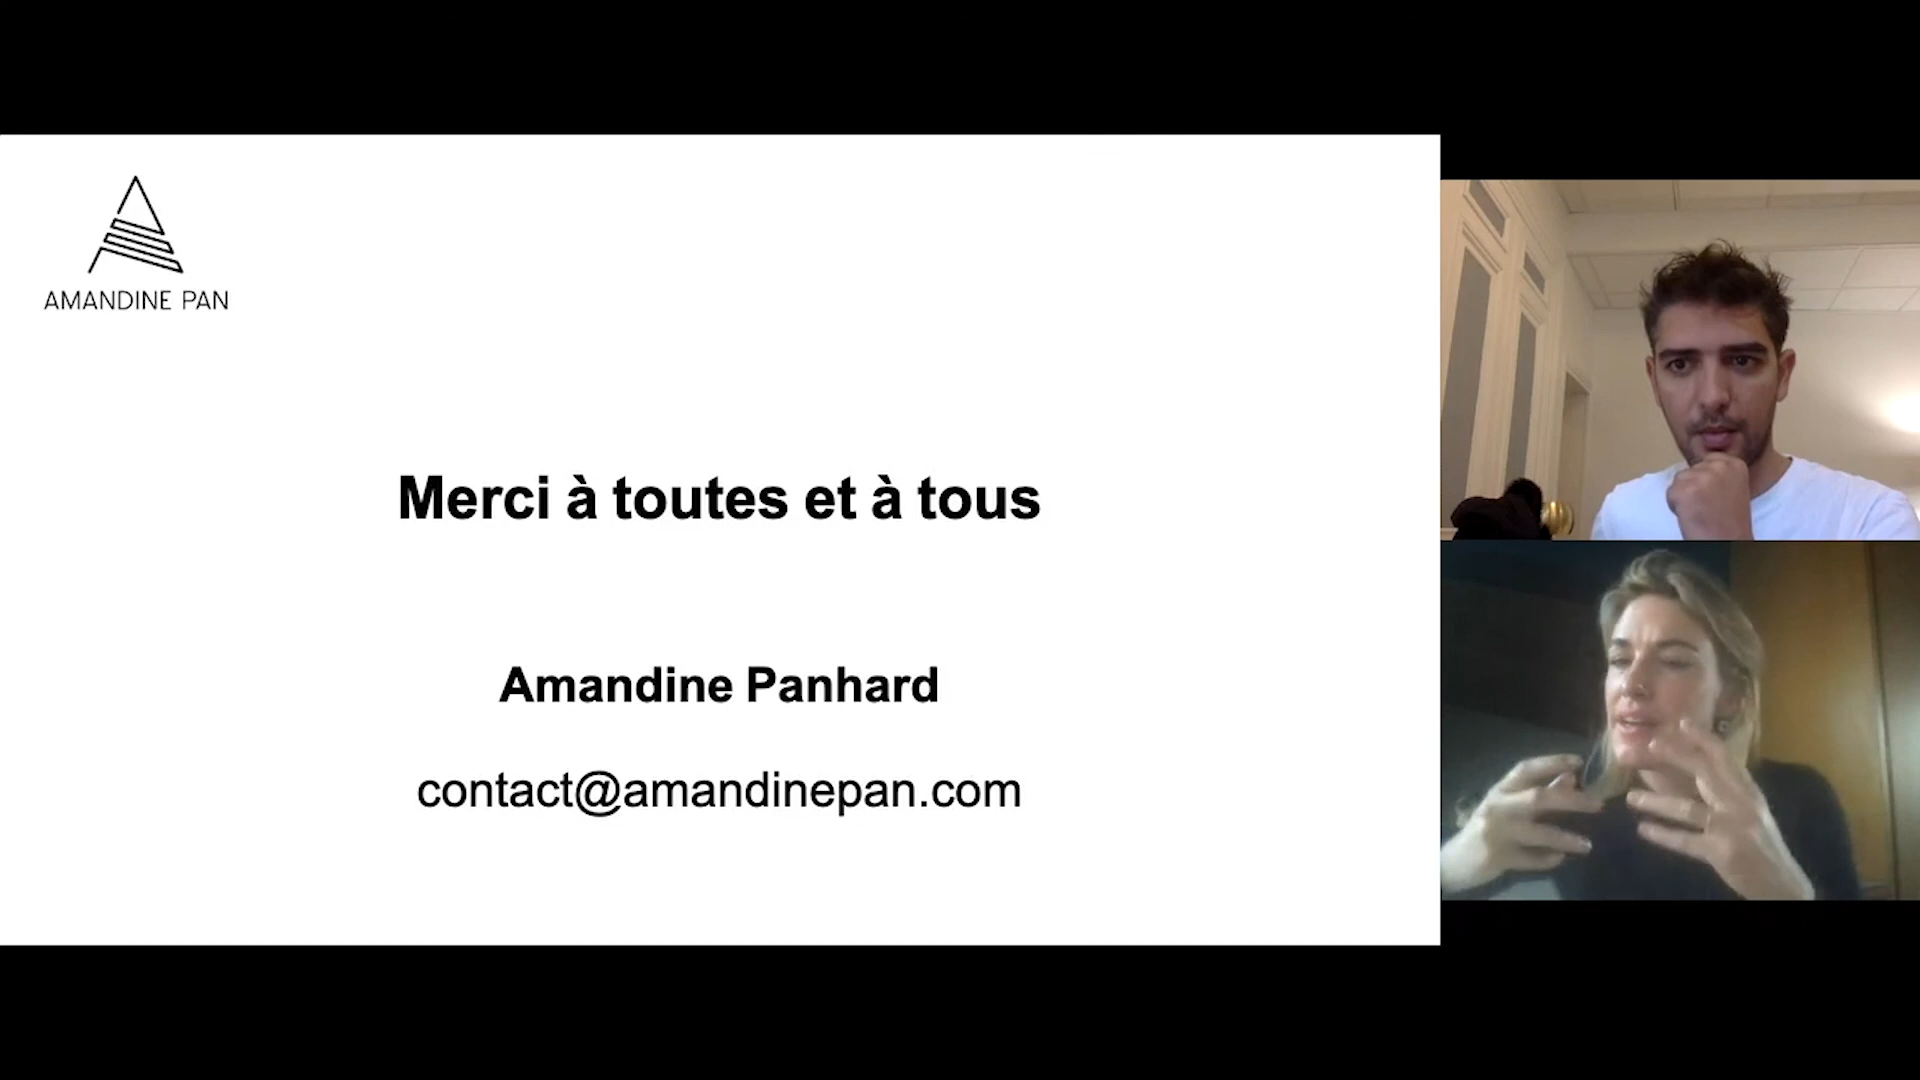 AMANDINE PAN
Merci à toutes et à tous
Amandine Panhard
contact@amandinepan.com